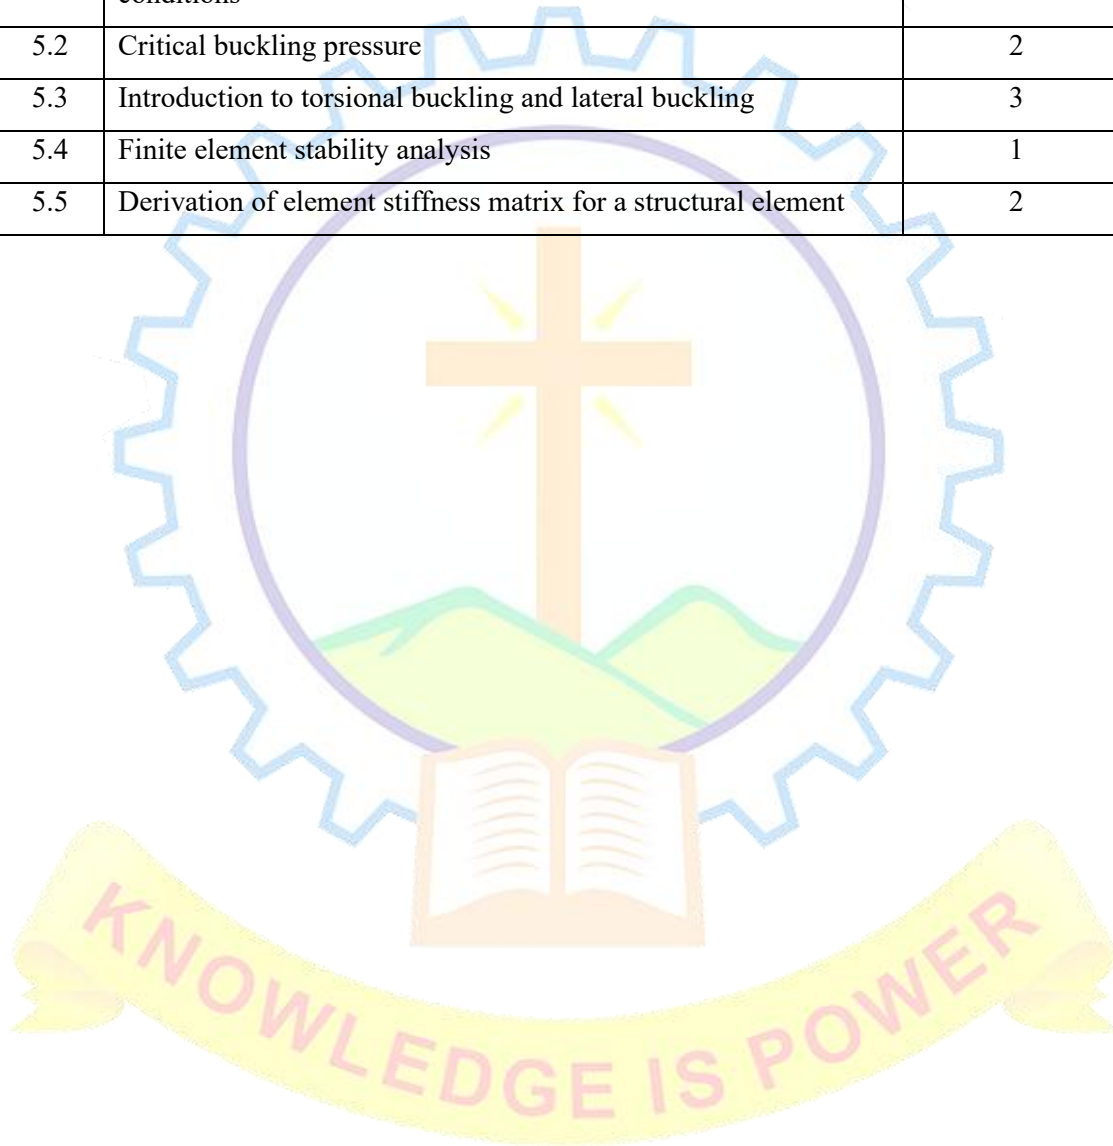 conditions
5.2 Critical buckling pressure 2
5.3 Introduction to torsional buckling and lateral buckling 3
5.4 Finite element stability analysis 1
5.5 Derivation of element stiffness matrix for a structural element 2
KNOWLEDGE IS POWER